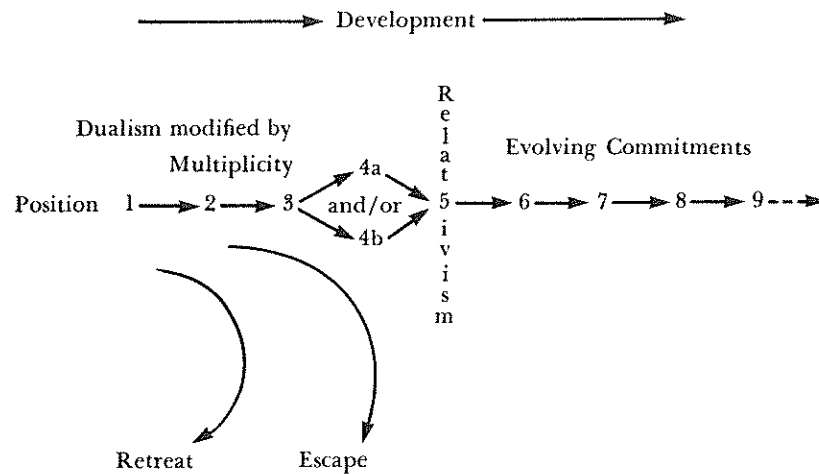 Development
Relativism
Dualism modified by
Multiplicity
Evolving Commitments
4a
Position 1 2 3 and/or 5 6 7 8 9
4b
Retreat Escape